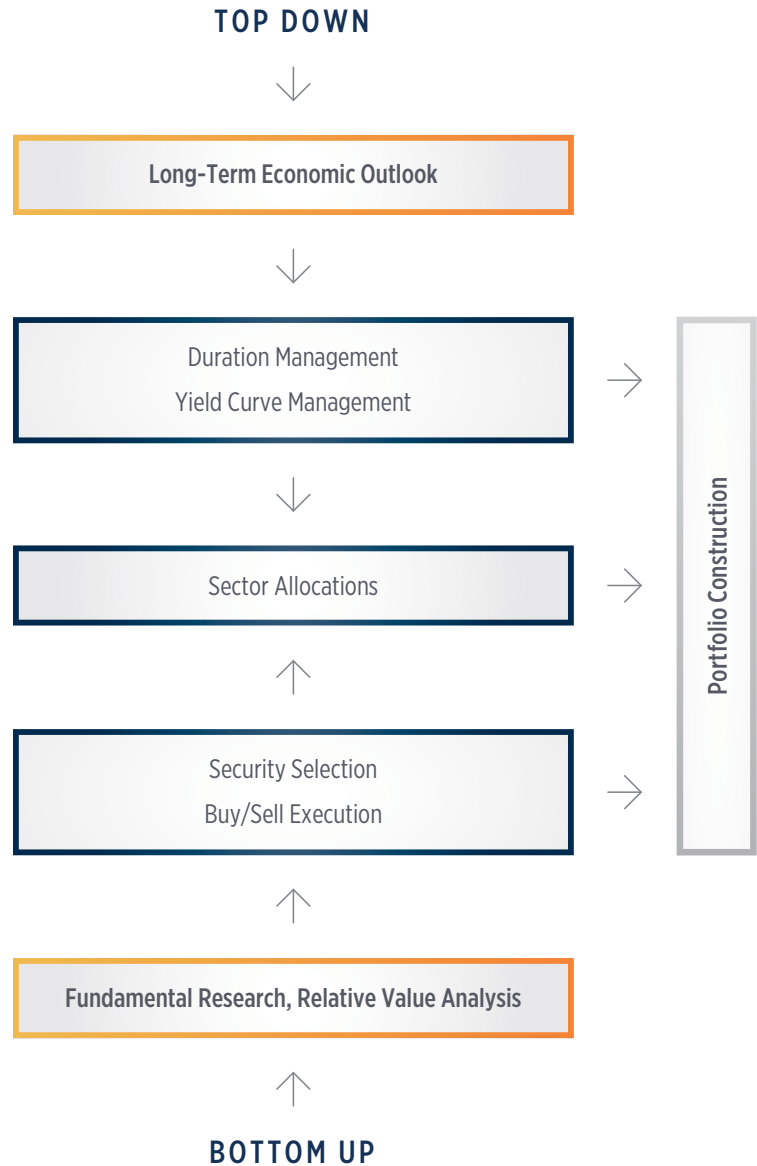 TOP DOWN
Long-Term Economic Outlook
Duration Management
Yield Curve Management
Sector Allocations
Security Selection
Buy/Sell Execution
Portfolio Construction
Fundamental Research, Relative Value Analysis
BOTTOM UP